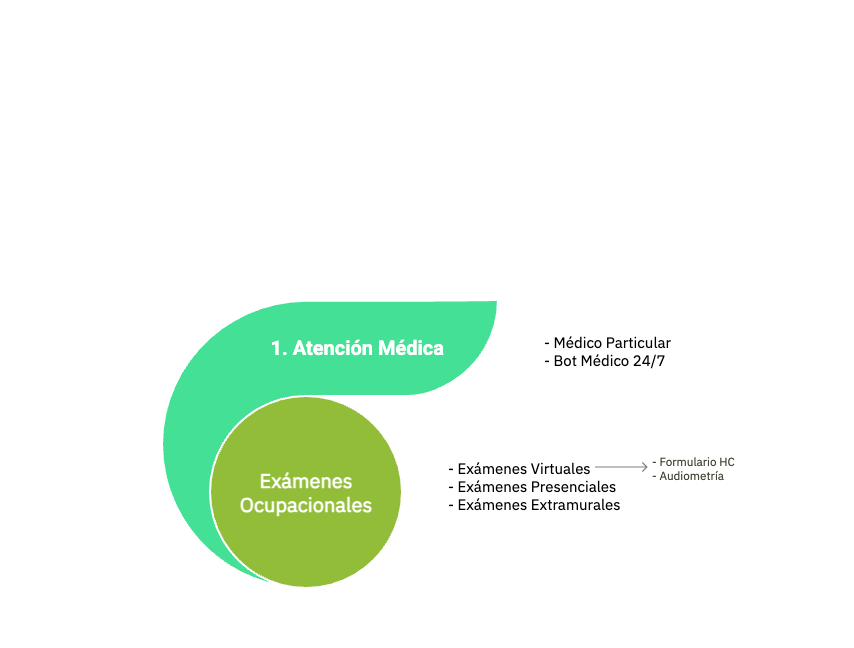 1. Atención Médica
- Médico Particular
- Bot Médico 24/7
Exámenes
Ocupacionales
- Exámenes Virtuales
- Exámenes Presenciales
- Exámenes Extramurales
- Formulario HC
- Audiometría